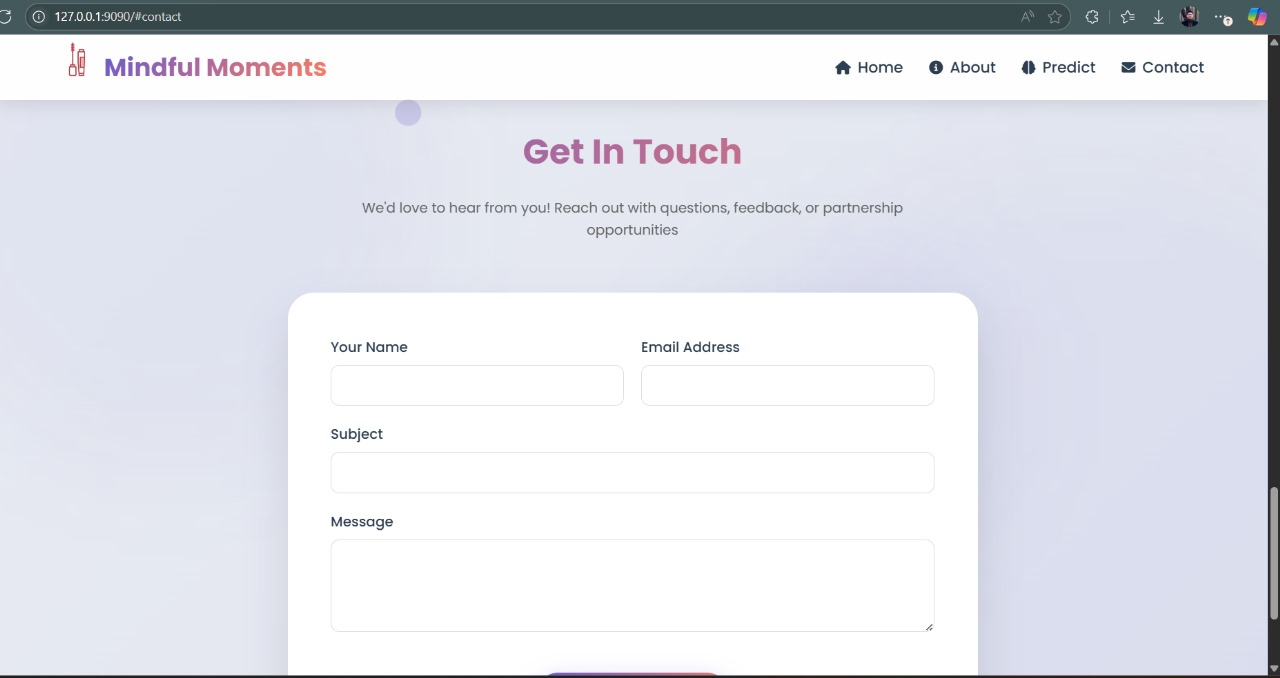 127.0.0.1:9090/#contact
Mindful Moments
Home
About
Predict
Contact
Get In Touch
We'd love to hear from you! Reach out with questions, feedback, or partnership
opportunities
Your Name
Email Address
Subject
Message